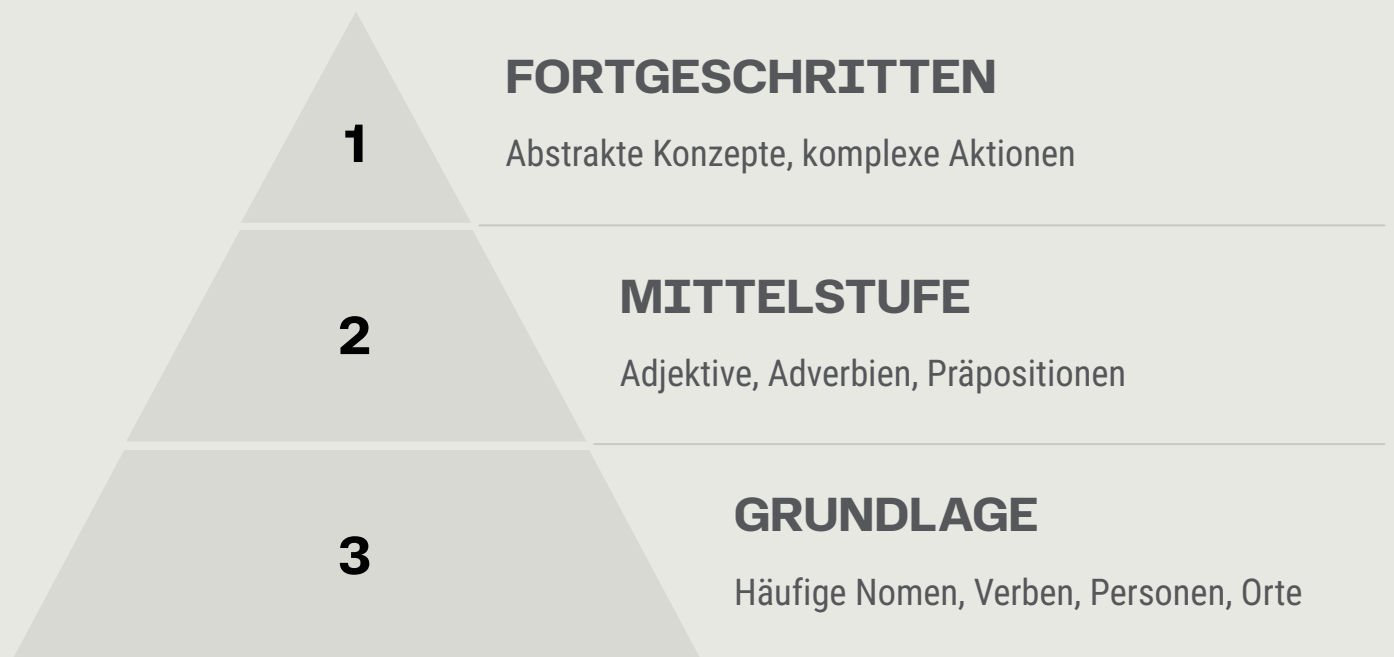 1
FORTGESCHRITTEN
Abstrakte Konzepte, komplexe Aktionen
2
MITTELSTUFE
Adjektive, Adverbien, Präpositionen
3
GRUNDLAGE
Häufige Nomen, Verben, Personen, Orte